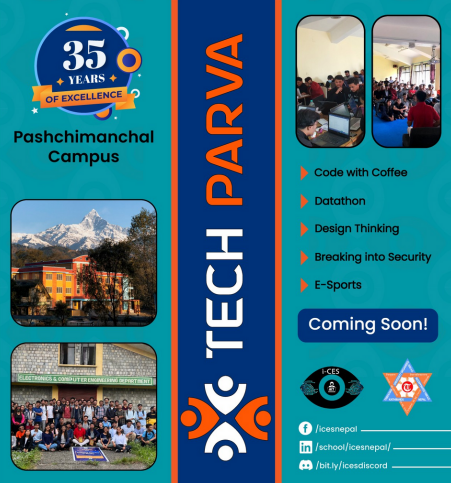 35
YEARS
OF EXCELLENCE
Pashchimanchal
Campus
ELECTRONICS & COMPUTER ENGINEERING DEPARTMENT
TECH PARVA
Code with Coffee
Datathon
Design Thinking
Breaking into Security
E-Sports
Coming Soon!
I-CES
/icesnepal
/school/icesnepal/
/bit.ly/icesdiscord